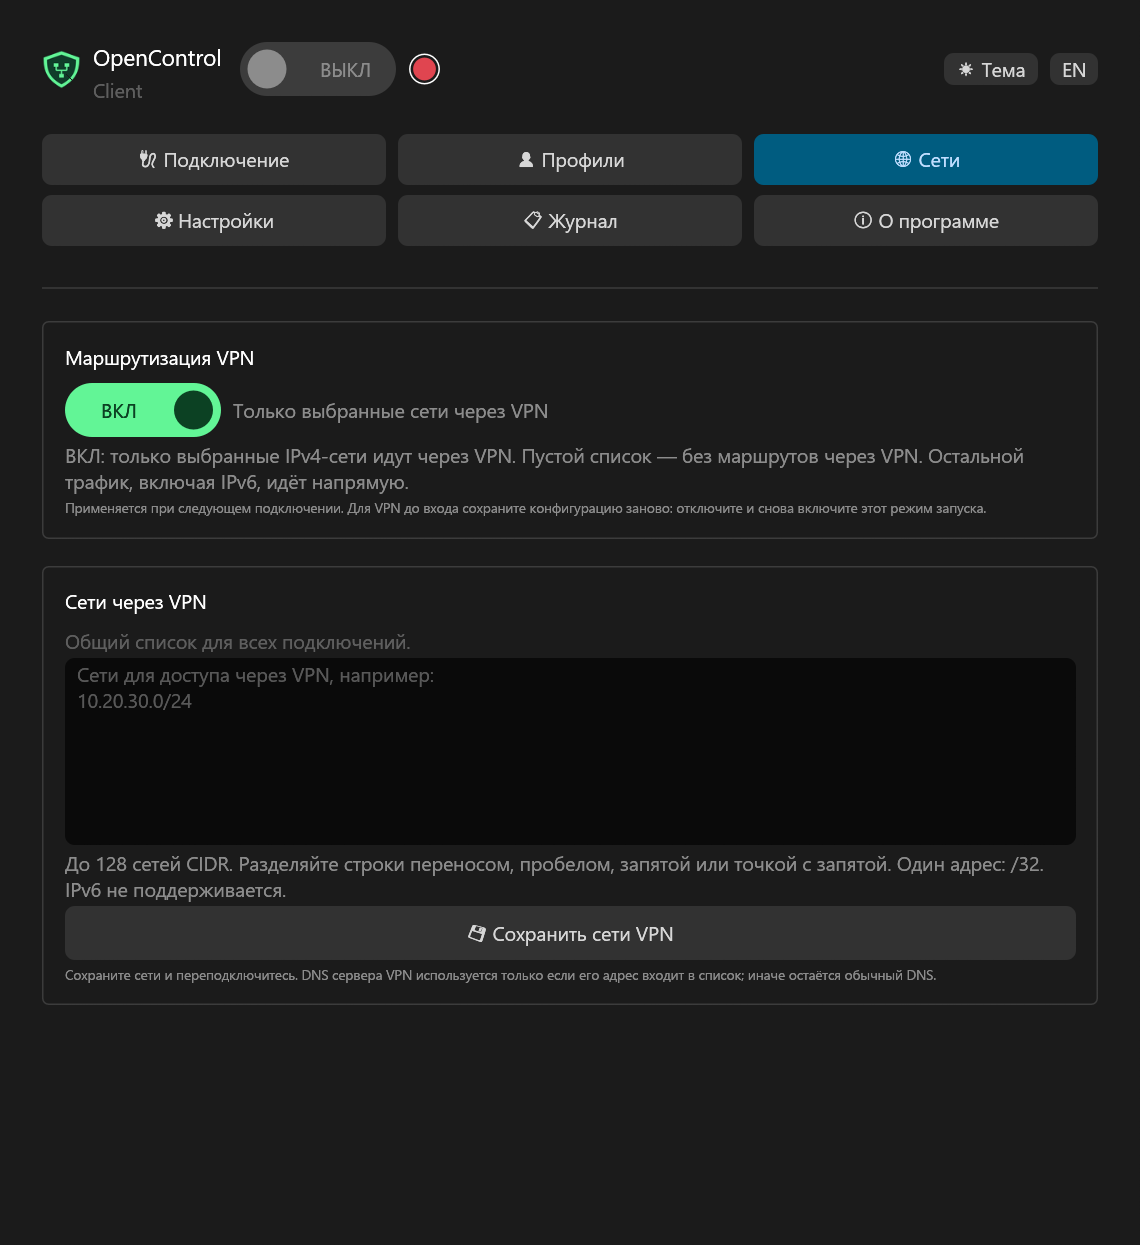 OpenControl
Client
ВЫКЛ
Тема
EN
Подключение
Профили
Сети
Настройки
Журнал
О программе
Маршрутизация VPN
ВКЛ
Только выбранные сети через VPN
ВКЛ: только выбранные IPv4-сети идут через VPN. Пустой список — без маршрутов через VPN. Остальной
трафик, включая IPv6, идёт напрямую.
Применяется при следующем подключении. Для VPN до входа сохраните конфигурацию заново: отключите и снова включите этот режим запуска.
Сети через VPN
Общий список для всех подключений.
Сети для доступа через VPN, например:
10.20.30.0/24
До 128 сетей CIDR. Разделяйте строки переносом, пробелом, запятой или точкой с запятой. Один адрес: /32.
IPv6 не поддерживается.
Сохранить сети VPN
Сохраните сети и переподключитесь. DNS сервера VPN используется только если его адрес входит в список; иначе остаётся обычный DNS.